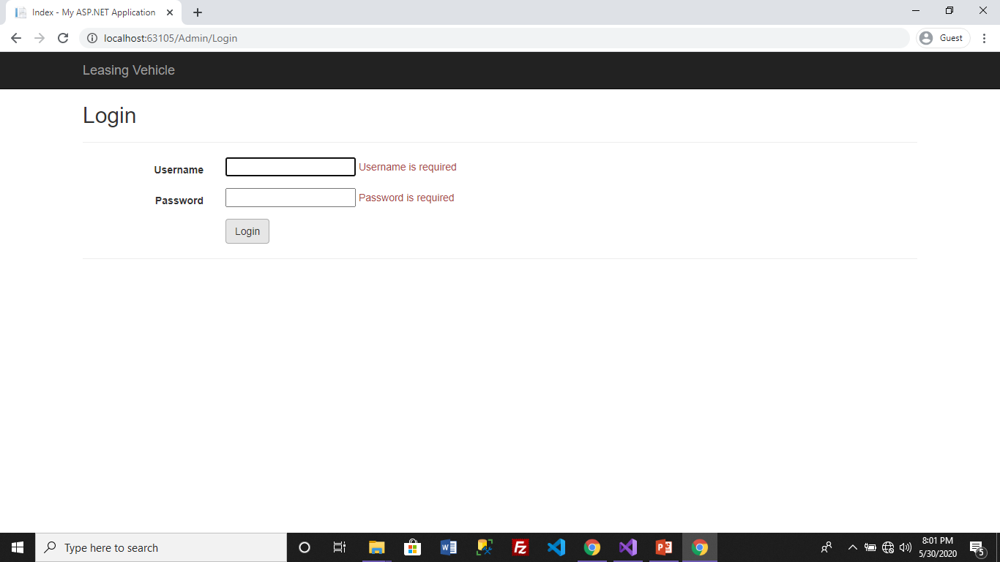 Index - My ASP.NET Application
localhost:63105/Admin/Login
Guest
Leasing Vehicle
Login
Username
Username is required
Password
Password is required
Login
Type here to search
8:01 PM
5/30/2020
5